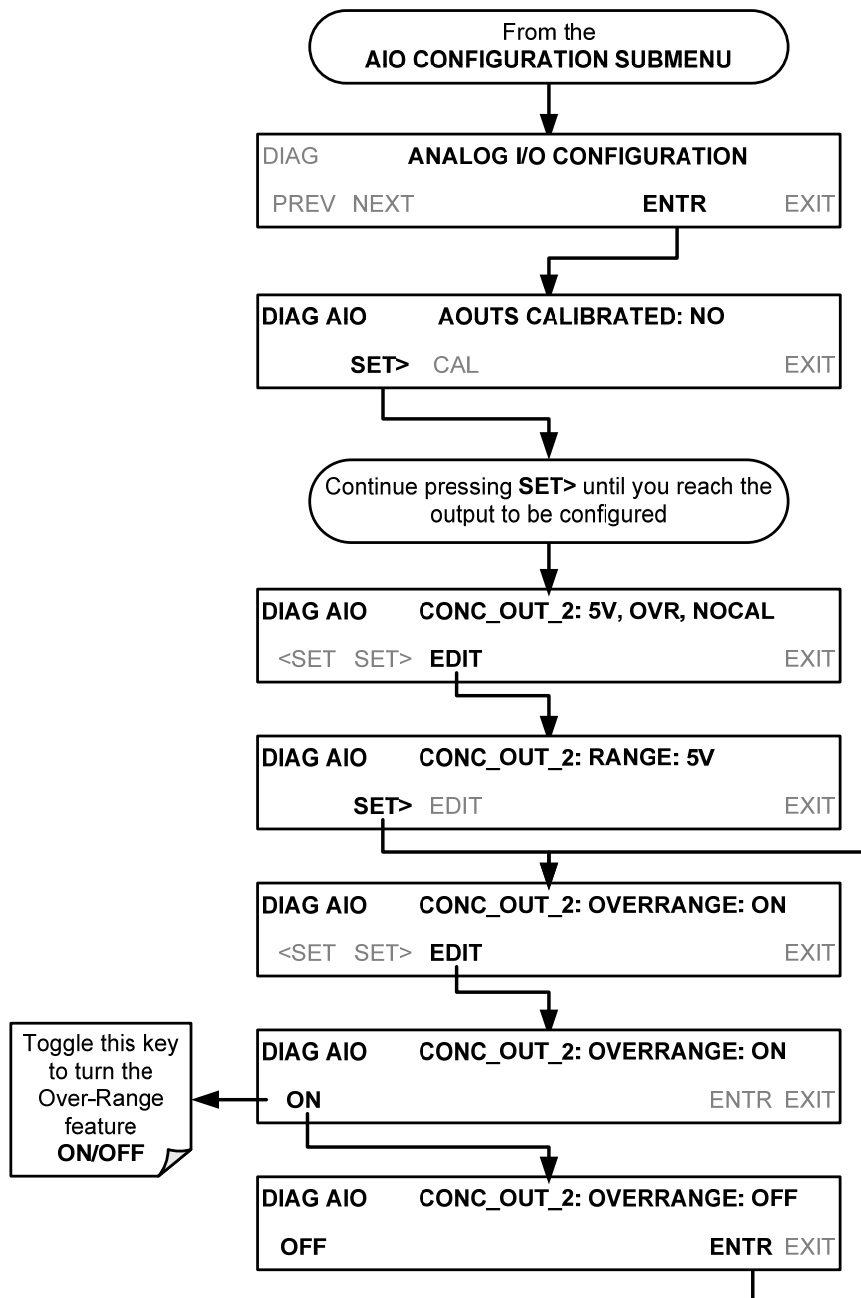 From the
AIO CONFIGURATION SUBMENU
DIAG ANALOG I/O CONFIGURATION
PREV NEXT ENTR EXIT
DIAG AIO AOUTS CALIBRATED: NO
SET> CAL EXIT
Continue pressing SET> until you reach the
output to be configured
DIAG AIO CONC_OUT_2: 5V, OVR, NOCAL
<SET SET> EDIT EXIT
DIAG AIO CONC_OUT_2: RANGE: 5V
SET> EDIT EXIT
DIAG AIO CONC_OUT_2: OVERRANGE: ON
<SET SET> EDIT EXIT
Toggle this key
to turn the
Over-Range
feature
ON/OFF
DIAG AIO CONC_OUT_2: OVERRANGE: ON
ON ENTR EXIT
DIAG AIO CONC_OUT_2: OVERRANGE: OFF
OFF ENTR EXIT